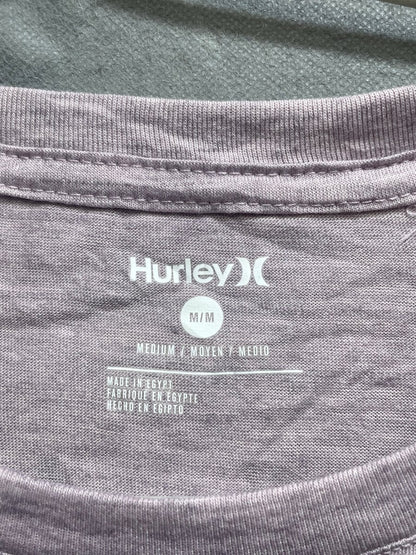 Hurley
M/M
MEDIUM / MOYEN / MEDIO
MADE IN EGYPT
FABRIQUÉ EN EGYPTE
HECHO EN EGIPTO